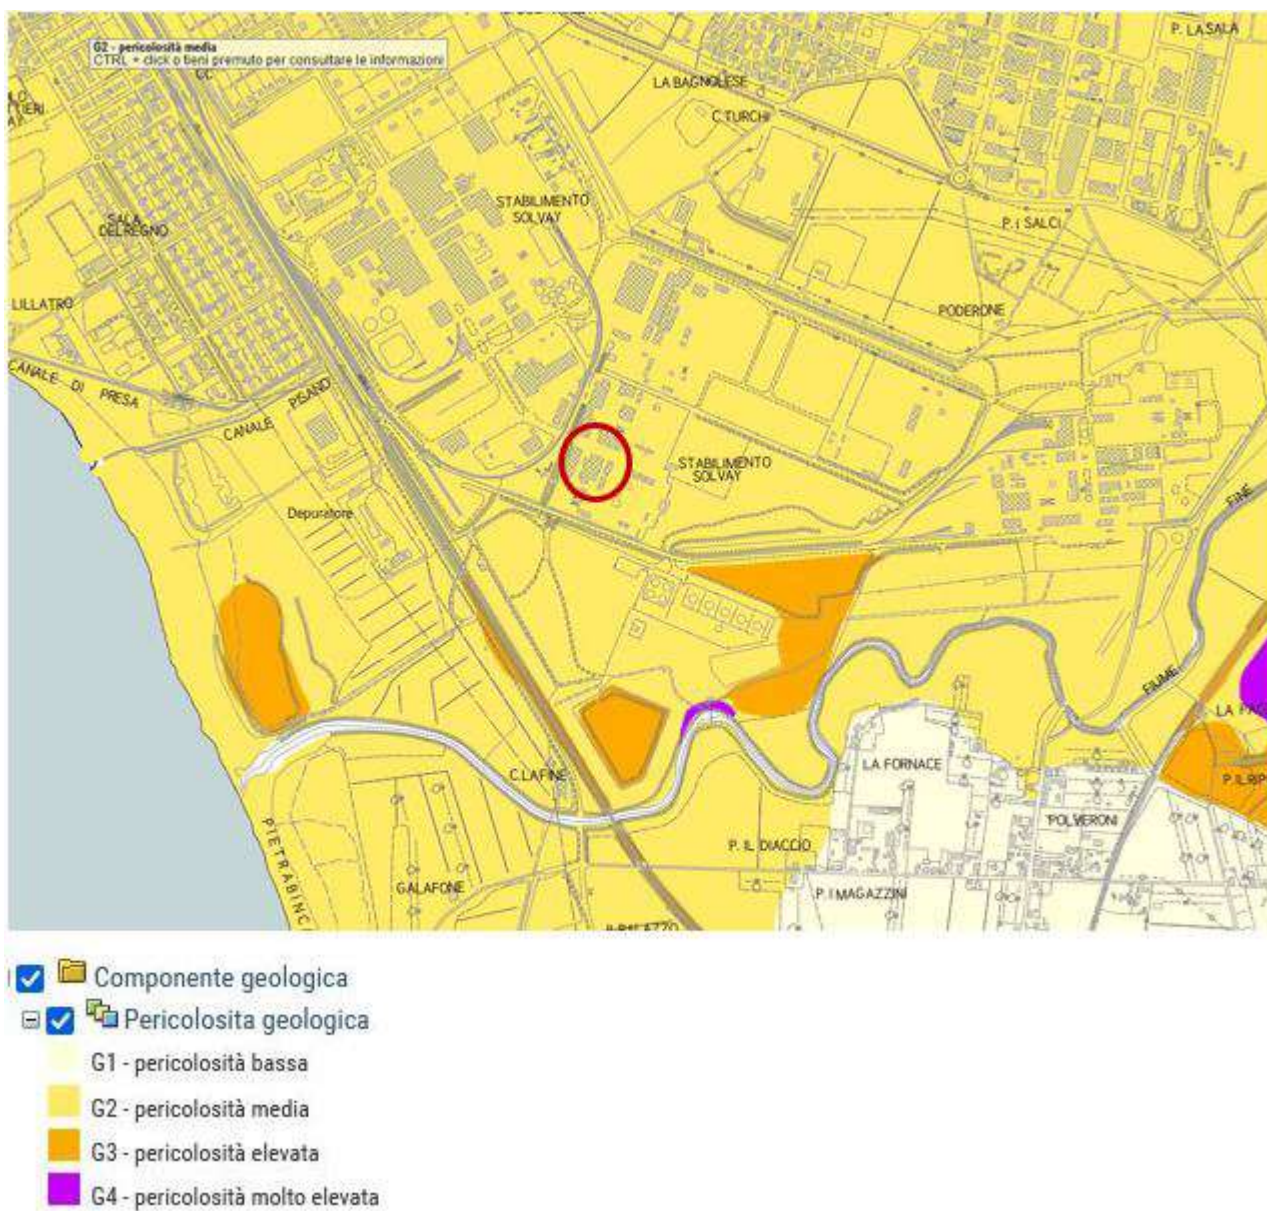 G2 - pericolosità media
CTRL + click o tieni premuto per consultare le informazioni
P. LA SALA
LA BAGNOLESE
C. TURCHI
STABILIMENTO
SOLVAY
SALA
DEL REGNO
P. I SALCI
LILLATRO
PODERONE
CANALE DI PRESA
CANALE PISANO
STABILIMENTO
SOLVAY
Depuratore
FINE
FIUME
C. LA FINE
LA FORNACE
POLVERONI
P. IL DIACCIO
PIETRABINC
GALAFONE
P. I MAGAZZINI
IL PALAZZO
Componente geologica
Pericolosita geologica
G1 - pericolosità bassa
G2 - pericolosità media
G3 - pericolosità elevata
G4 - pericolosità molto elevata